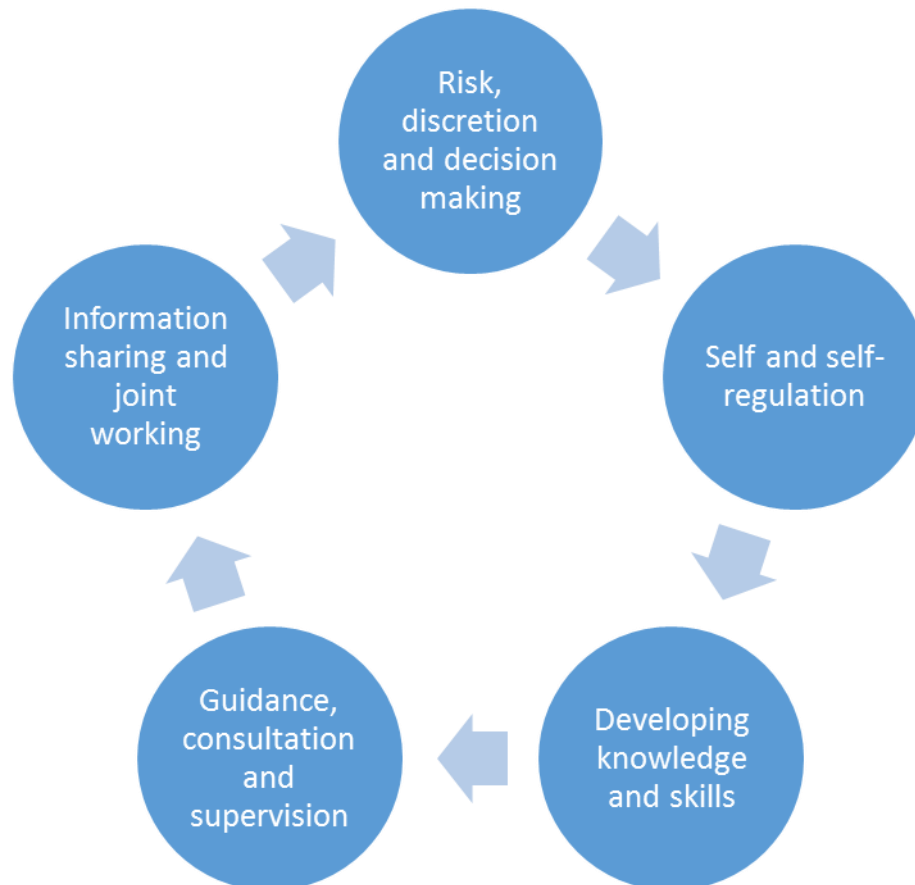 Risk,
discretion
and decision
making
Self and self-
regulation
Developing
knowledge
and skills
Guidance,
consultation
and
supervision
Information
sharing and
joint
working